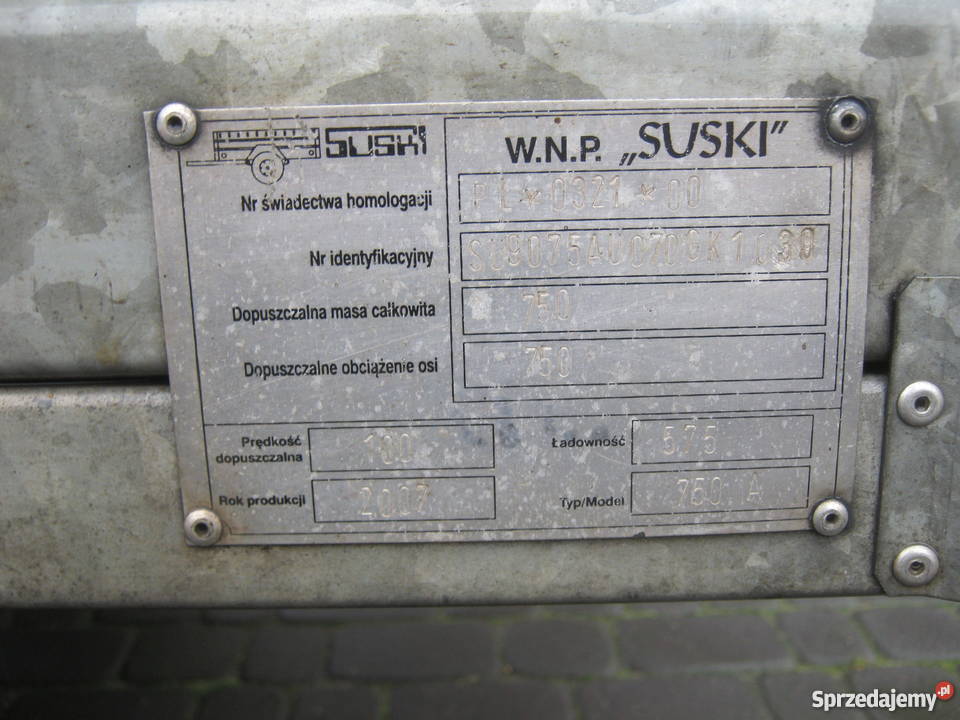 SUSKI
W.N.P. „SUSKI”
Nr świadectwa homologacji PL*0321*00
Nr identyfikacyjny
Dopuszczalna masa całkowita 750
Dopuszczalne obciążenie osi 750
Prędkość dopuszczalna 100 Ładowność 575
Rok produkcji 2007 Typ/Model 750 A
Sprzedajemy.pl